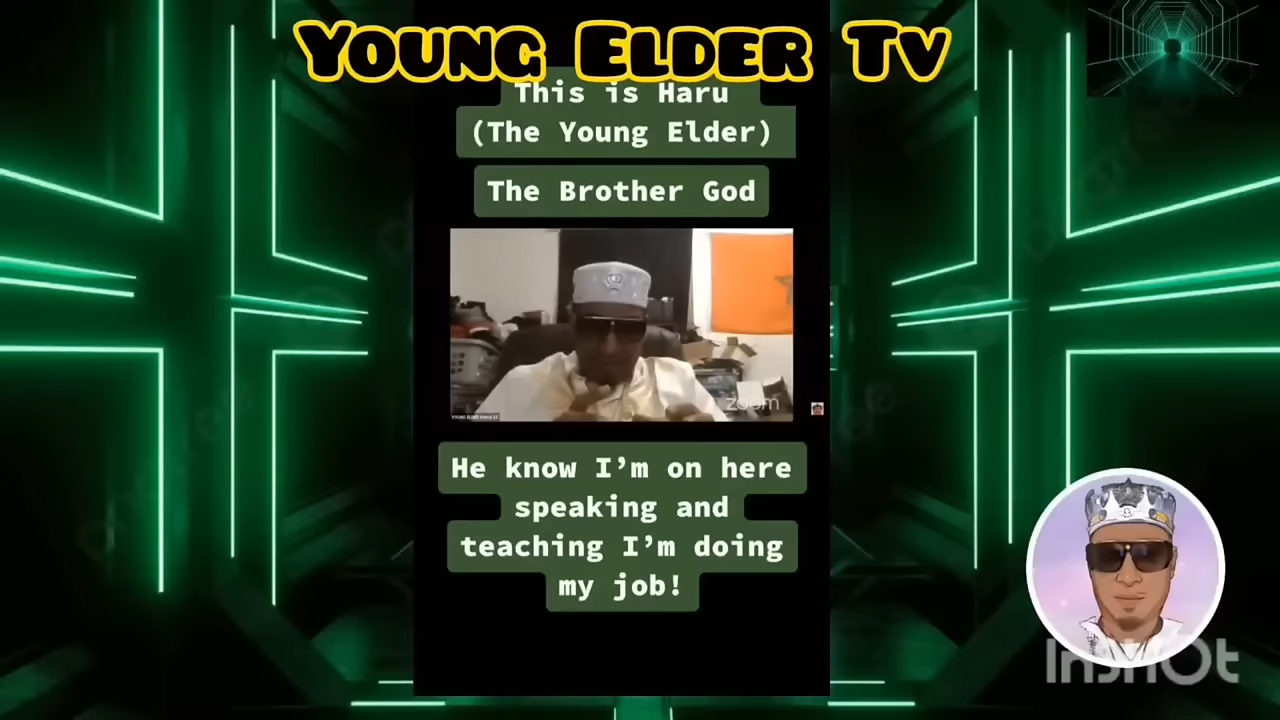 Young Elder Tv
This is Haru
(The Young Elder)
The Brother God
zoom
He know I’m on here
speaking and
teaching I’m doing
my job!
InShOt